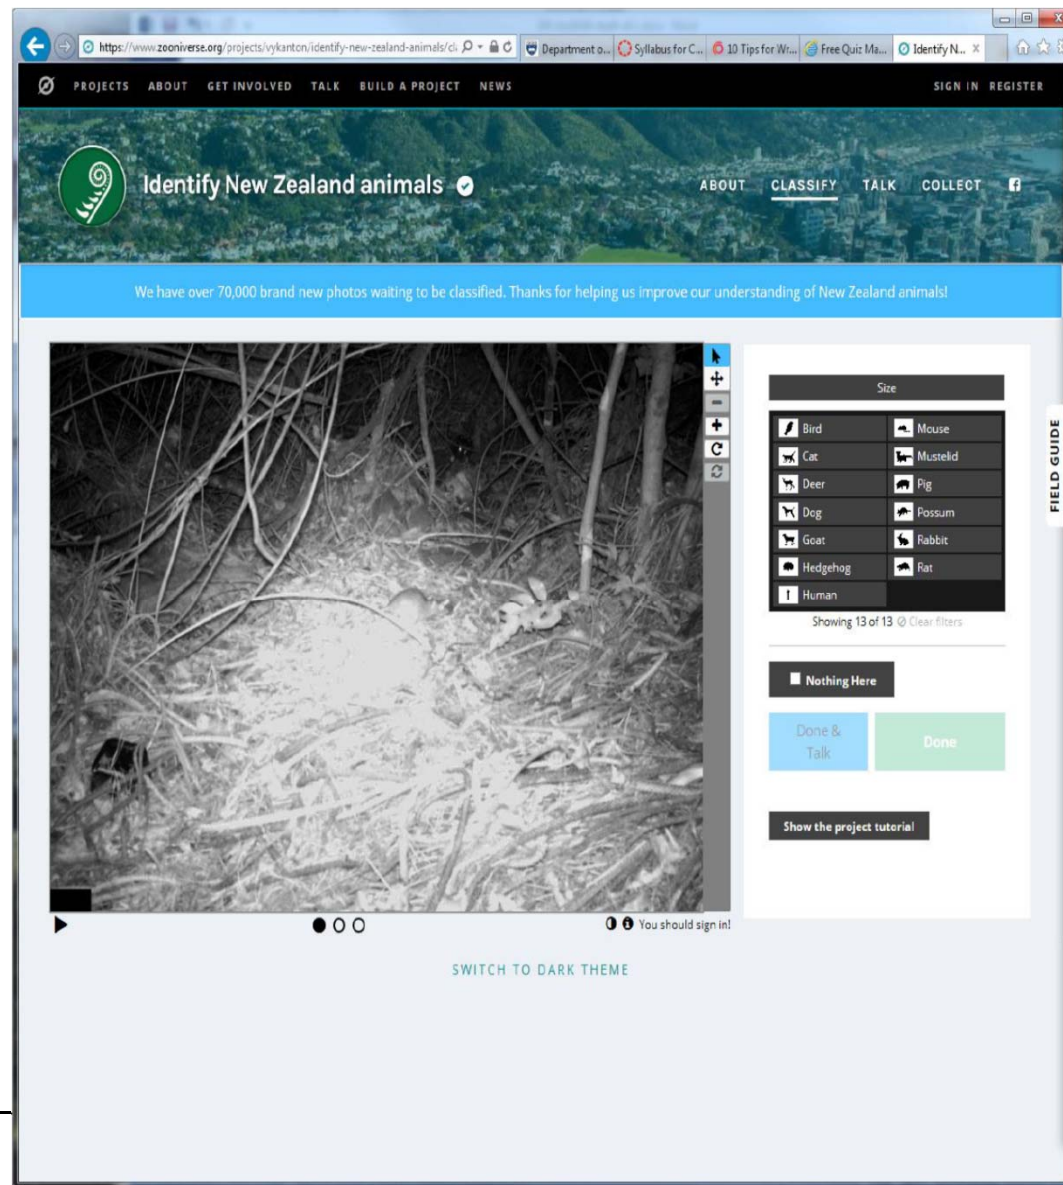 https://www.zooniverse.org/projects/vykanton/identify-new-zealand-animals/cl
Department o...
Syllabus for C...
10 Tips for Wr...
Free Quiz Ma...
Identify N...
PROJECTS ABOUT GET INVOLVED TALK BUILD A PROJECT NEWS SIGN IN REGISTER
Identify New Zealand animals
ABOUT CLASSIFY TALK COLLECT
We have over 70,000 brand new photos waiting to be classified. Thanks for helping us improve our understanding of New Zealand animals!
Size
Bird Mouse
Cat Mustelid
Deer Pig
Dog Possum
Goat Rabbit
Hedgehog Rat
Human
Showing 13 of 13 Clear filters
Nothing Here
Done &
Talk
Done
Show the project tutorial
FIELD GUIDE
You should sign in!
SWITCH TO DARK THEME